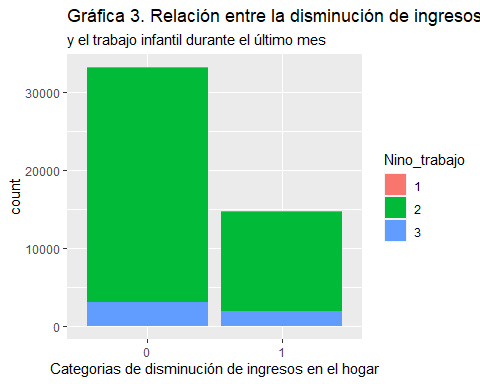 Gráfica 3. Relación entre la disminución de ingresos
y el trabajo infantil durante el último mes
30000
20000
10000
0
count
0
1
Categorias de disminución de ingresos en el hogar
Nino_trabajo
1
2
3